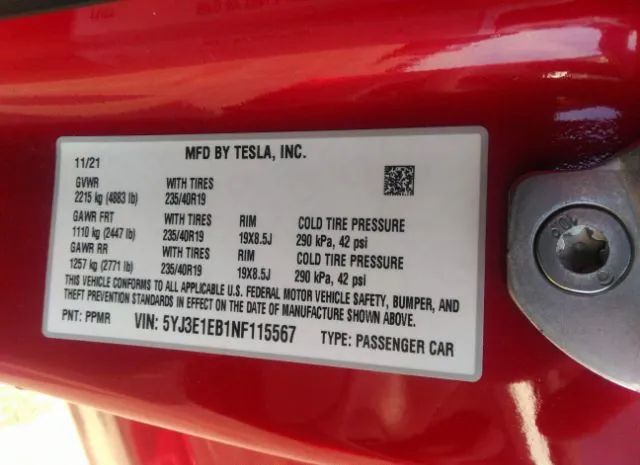 MFD BY TESLA, INC.
11/21
GVWR WITH TIRES
2215 kg (4883 lb) 235/40R19
GAWR FRT WITH TIRES RIM COLD TIRE PRESSURE
1110 kg (2447 lb) 235/40R19 19X8.5J 290 kPa, 42 psi
GAWR RR WITH TIRES RIM COLD TIRE PRESSURE
1257 kg (2771 lb) 235/40R19 19X8.5J 290 kPa, 42 psi
THIS VEHICLE CONFORMS TO ALL APPLICABLE U.S. FEDERAL MOTOR VEHICLE SAFETY, BUMPER, AND
THEFT PREVENTION STANDARDS IN EFFECT ON THE DATE OF MANUFACTURE SHOWN ABOVE.
PNT: PPMR VIN: 5YJ3E1EB1NF115567 TYPE: PASSENGER CAR